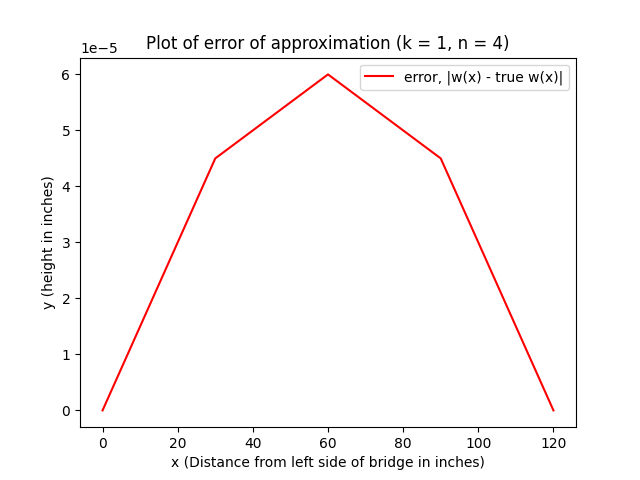 Plot of error of approximation (k = 1, n = 4)
1e−5
error, |w(x) - true w(x)|
6
5
4
3
2
1
0
y (height in inches)
0 20 40 60 80 100 120
x (Distance from left side of bridge in inches)